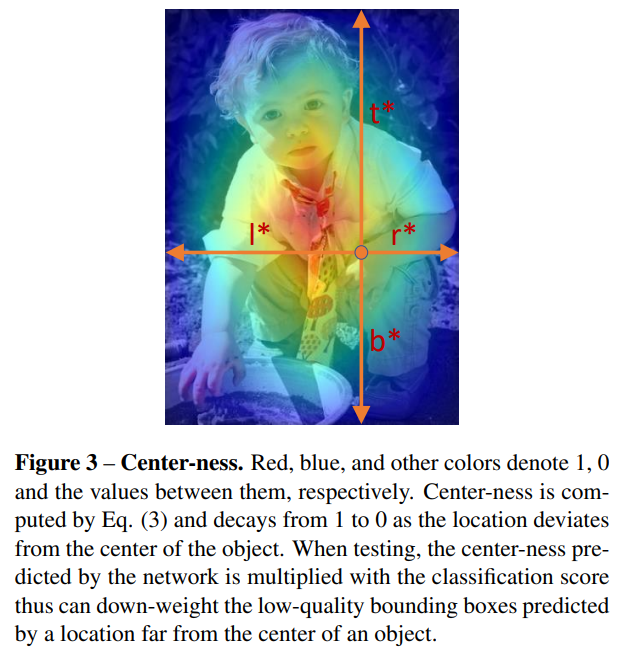 t*
l*
r*
b*
Figure 3 – Center-ness. Red, blue, and other colors denote 1, 0
and the values between them, respectively. Center-ness is com-
puted by Eq. (3) and decays from 1 to 0 as the location deviates
from the center of the object. When testing, the center-ness pre-
dicted by the network is multiplied with the classification score
thus can down-weight the low-quality bounding boxes predicted
by a location far from the center of an object.